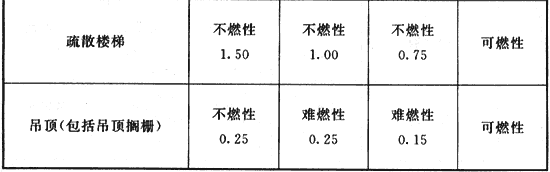 疏散楼梯
不燃性
1.50
不燃性
1.00
不燃性
0.75
可燃性
吊顶(包括吊顶搁栅)
不燃性
0.25
难燃性
0.25
难燃性
0.15
可燃性